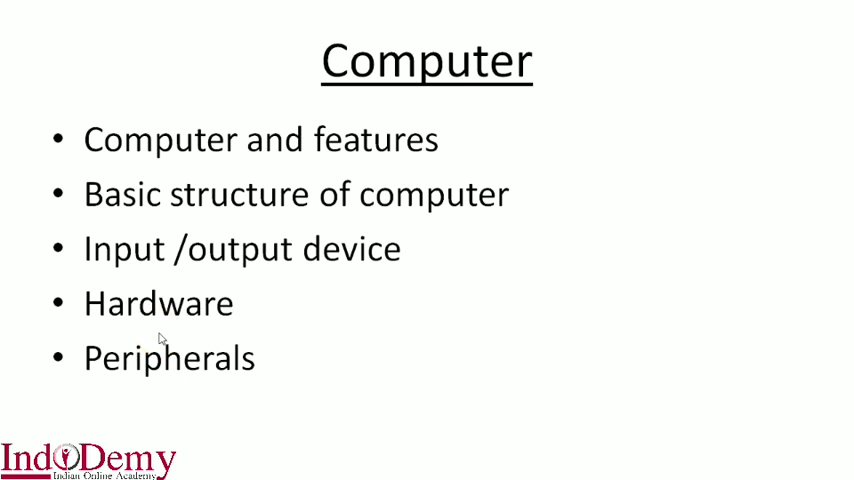 Computer
• Computer and features
• Basic structure of computer
• Input /output device
• Hardware
• Peripherals
IndoDemy
Indian Online Academy